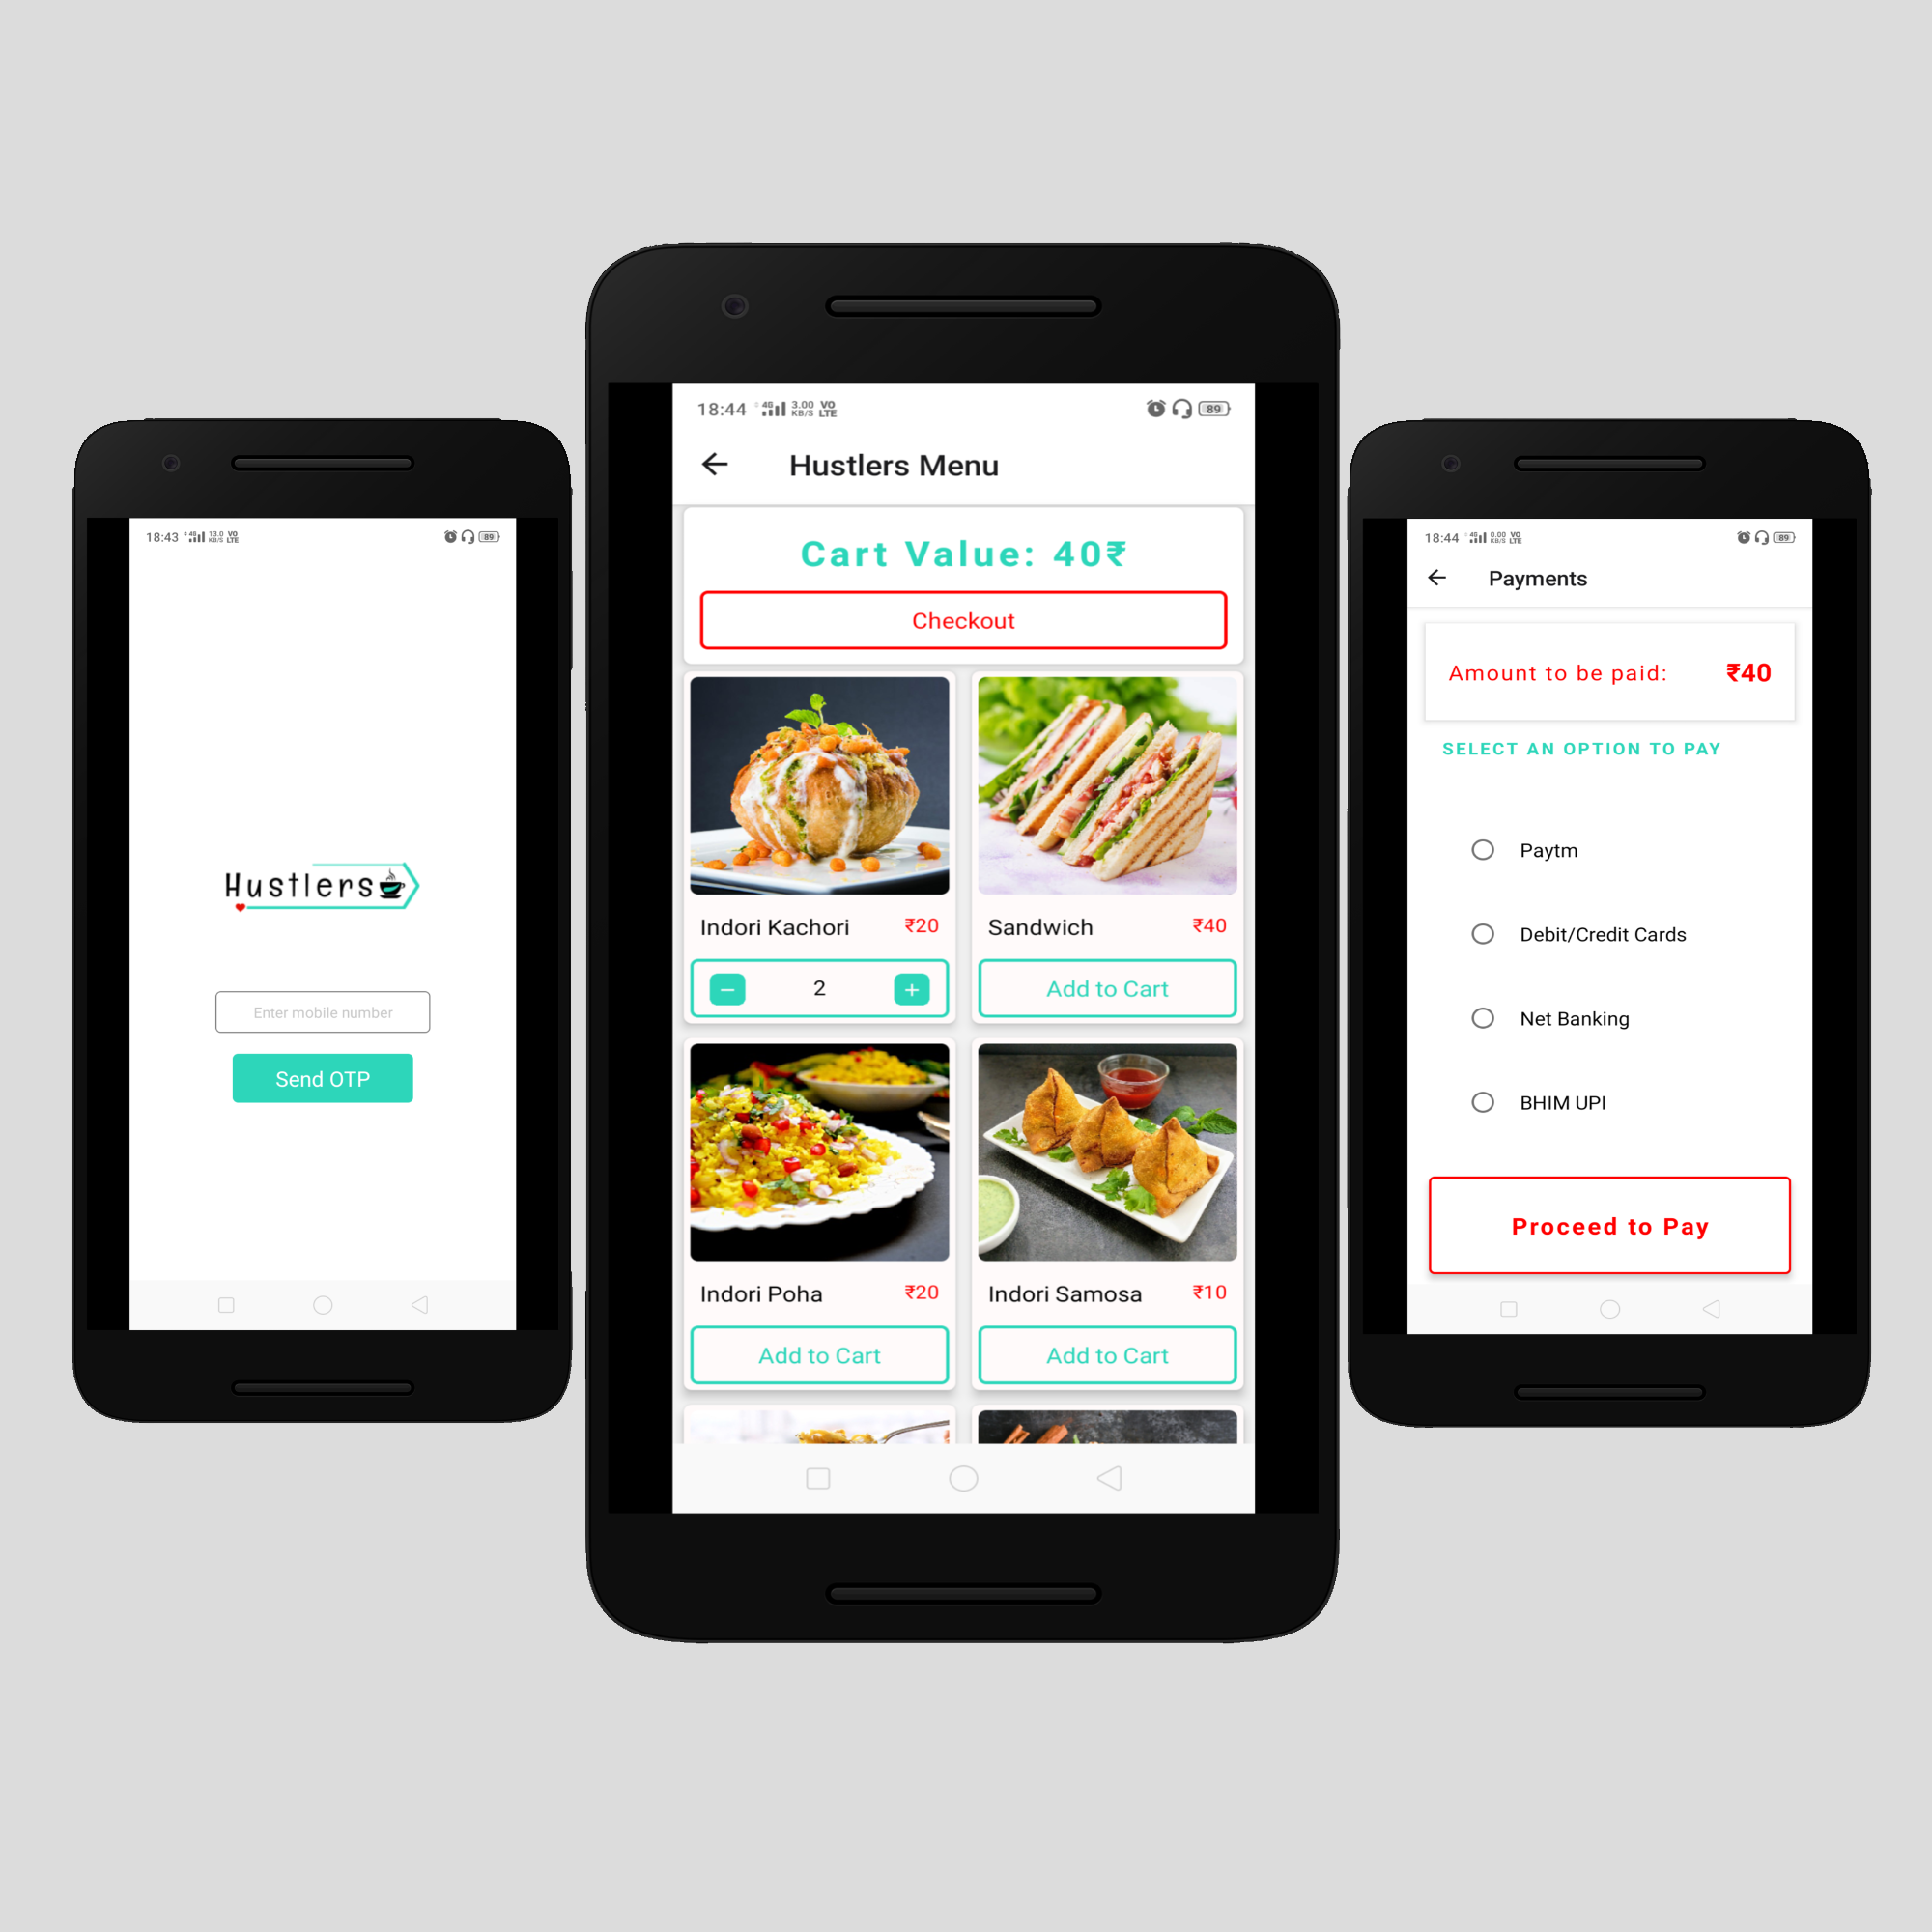 18:43 4G 13.0 KB/S VO LTE 89
Hustlers
Enter mobile number
Send OTP
18:44 4G 3.00 KB/S VO LTE 89
Hustlers Menu
Cart Value: 40₹
Checkout
Indori Kachori ₹20
Sandwich ₹40
− 2 +
Add to Cart
Indori Poha ₹20
Indori Samosa ₹10
Add to Cart
Add to Cart
18:44 4G 0.00 KB/S VO LTE 89
Payments
Amount to be paid: ₹40
SELECT AN OPTION TO PAY
Paytm
Debit/Credit Cards
Net Banking
BHIM UPI
Proceed to Pay